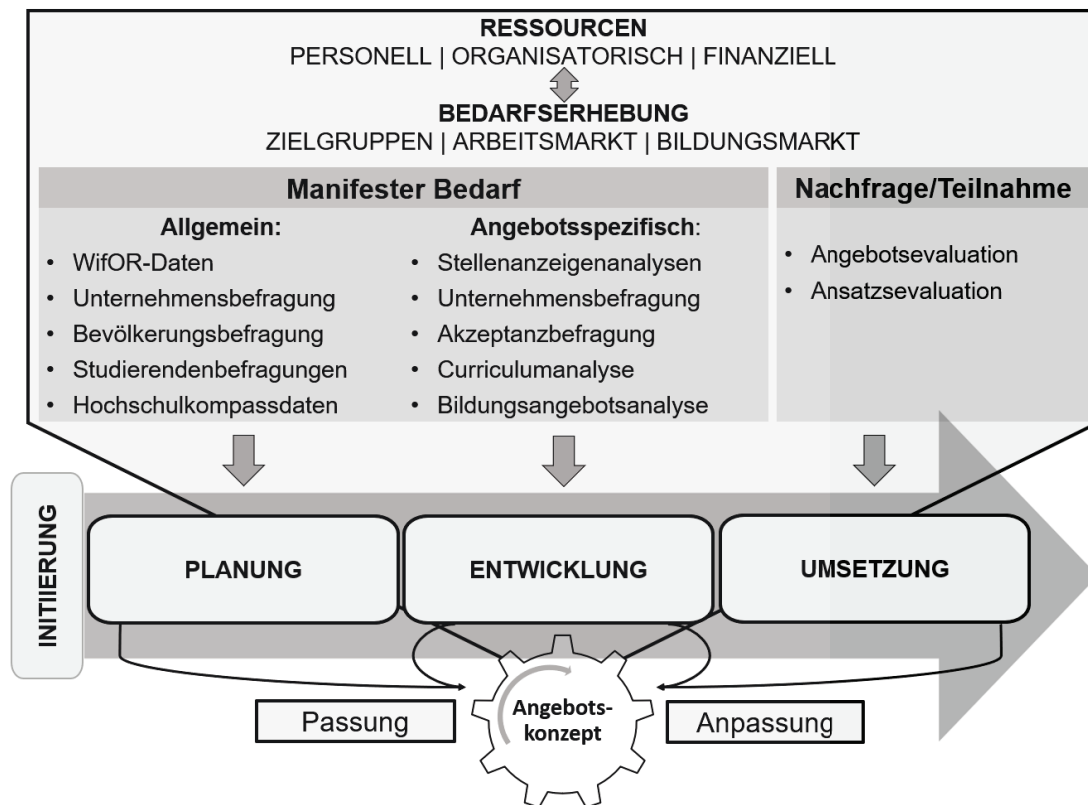 RESSOURCEN
PERSONELL | ORGANISATORISCH | FINANZIELL
BEDARFSERHEBUNG
ZIELGRUPPEN | ARBEITSMARKT | BILDUNGSMARKT
Manifester Bedarf
Allgemein:
• WifOR-Daten
• Unternehmensbefragung
• Bevölkerungsbefragung
• Studierendenbefragungen
• Hochschulkompassdaten
Angebotsspezifisch:
• Stellenanzeigenanalysen
• Unternehmensbefragung
• Akzeptanzbefragung
• Curriculumanalyse
• Bildungsangebotsanalyse
Nachfrage/Teilnahme
• Angebotsevaluation
• Ansatzsevaluation
INITIIERUNG
PLANUNG
ENTWICKLUNG
UMSETZUNG
Passung
Angebots-
konzept
Anpassung